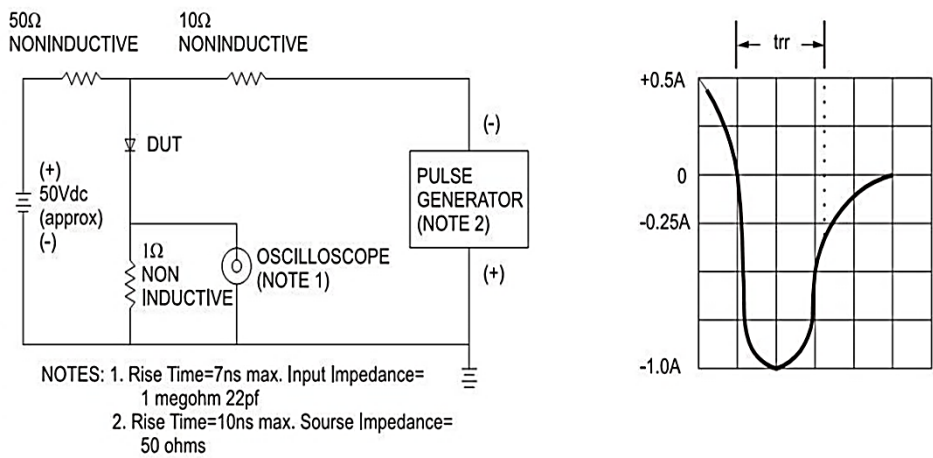 50Ω
NONINDUCTIVE
10Ω
NONINDUCTIVE
DUT
(+)
50Vdc
(approx)
(-)
1Ω
NON
INDUCTIVE
OSCILLOSCOPE
(NOTE 1)
(-)
PULSE
GENERATOR
(NOTE 2)
(+)
NOTES: 1. Rise Time=7ns max. Input Impedance=
1 megohm 22pf
2. Rise Time=10ns max. Sourse Impedance=
50 ohms
trr
+0.5A
0
-0.25A
-1.0A